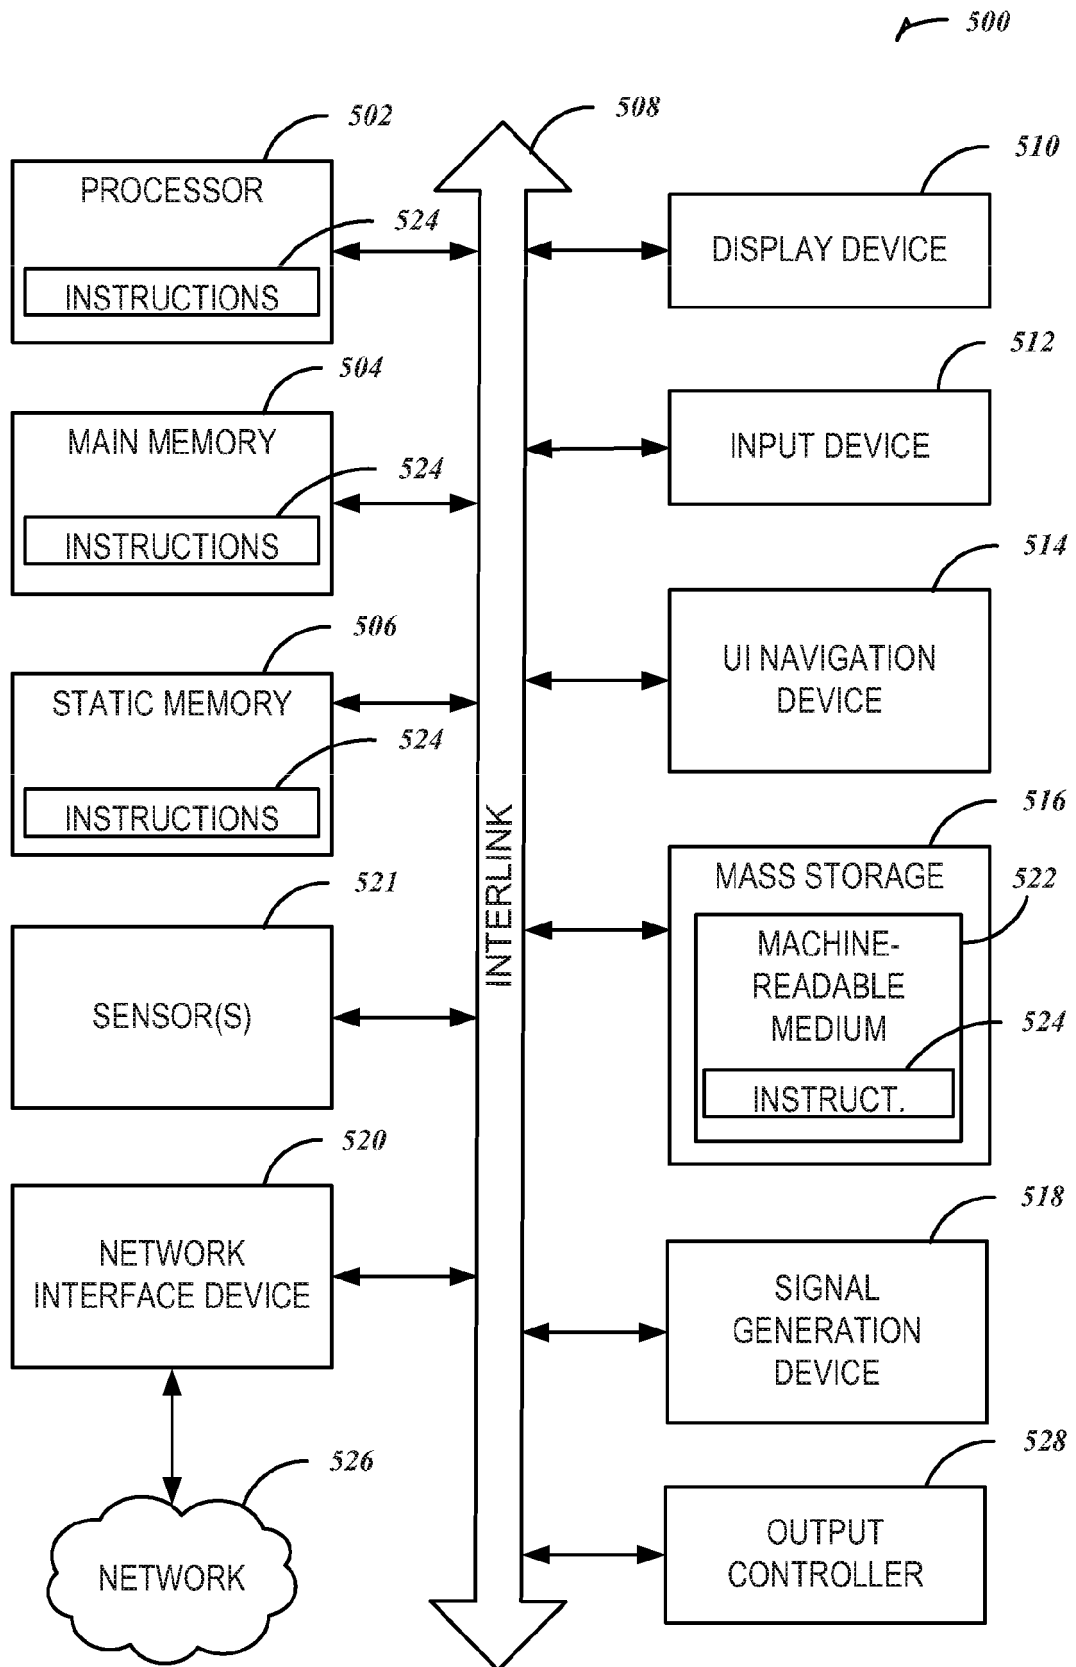 500
502
PROCESSOR
524
INSTRUCTIONS
504
MAIN MEMORY
524
INSTRUCTIONS
506
STATIC MEMORY
524
INSTRUCTIONS
521
SENSOR(S)
520
NETWORK
INTERFACE DEVICE
526
NETWORK
508
INTERLINK
510
DISPLAY DEVICE
512
INPUT DEVICE
514
UI NAVIGATION
DEVICE
516
MASS STORAGE
522
MACHINE-
READABLE
MEDIUM
524
INSTRUCT.
518
SIGNAL
GENERATION
DEVICE
528
OUTPUT
CONTROLLER